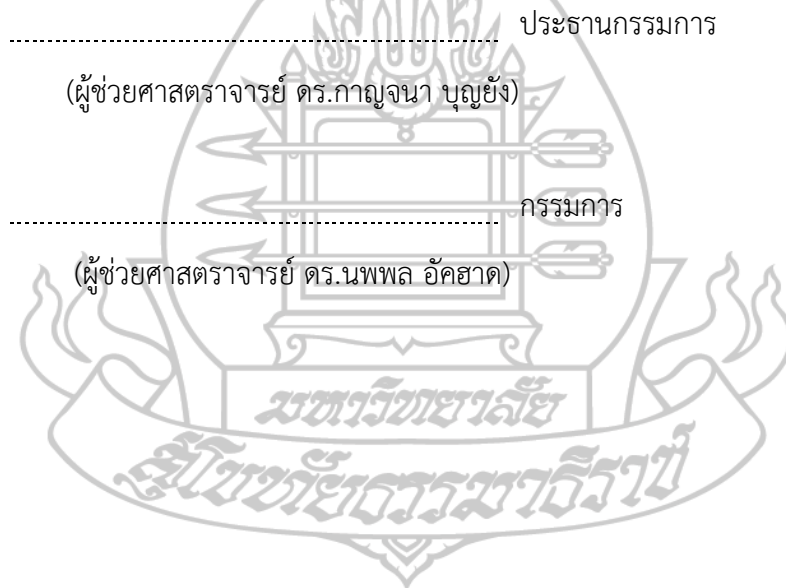 ประธานกรรมการ
(ผู้ช่วยศาสตราจารย์ ดร.กาญจนา บุญยัง)
กรรมการ
(ผู้ช่วยศาสตราจารย์ ดร.นพพล อัคฮาด)
มหาวิทยาลัย
สุโขทัยธรรมาธิราช